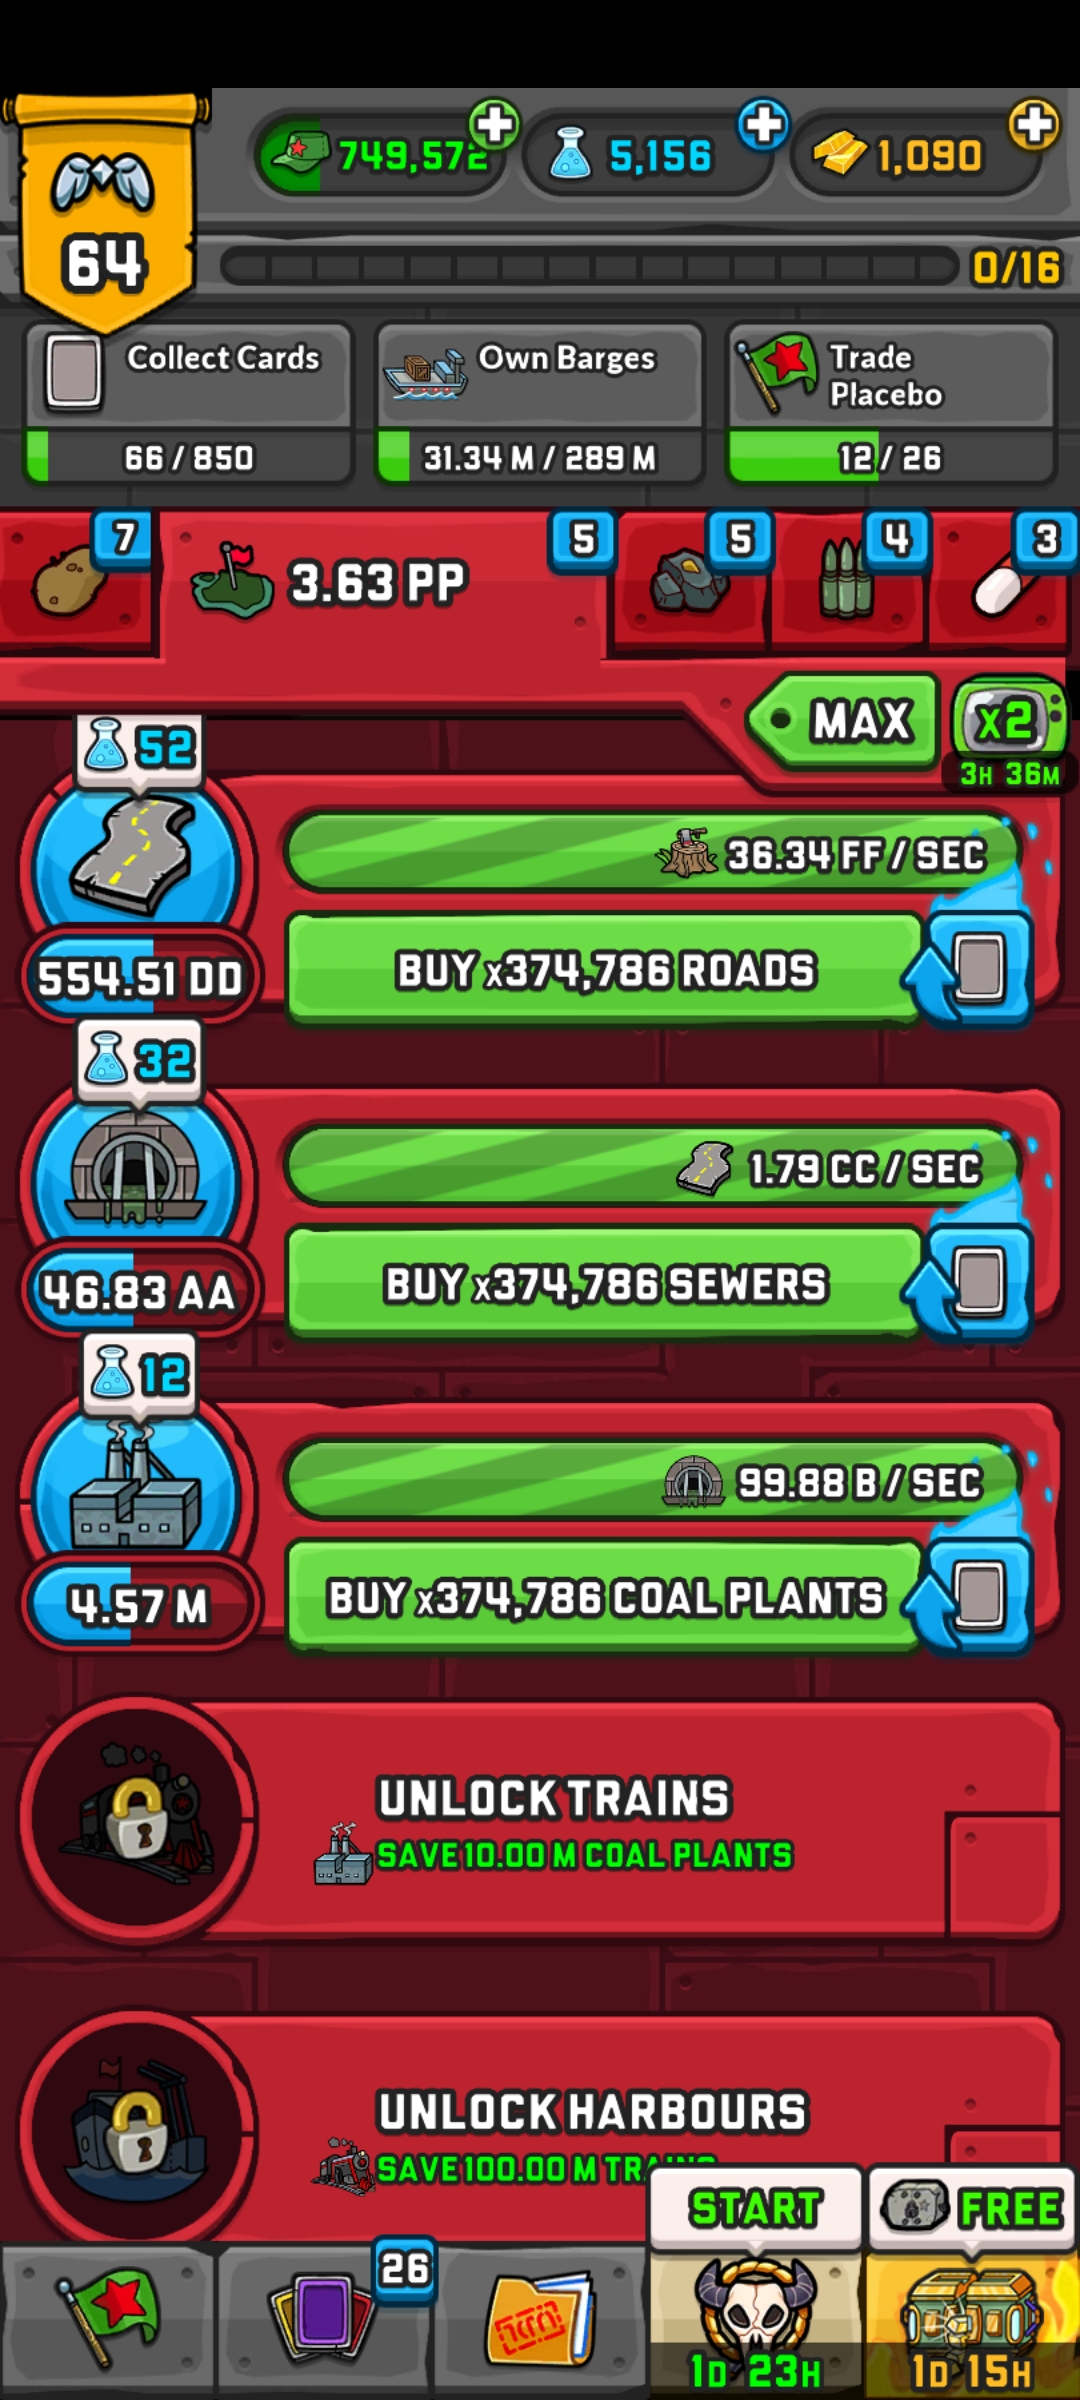 749,572
5,156
1,090
64
0/16
Collect Cards
66 / 850
Own Barges
31.34 M / 289 M
Trade
Placebo
12 / 26
7
3.63 PP
5
5
4
3
MAX
x2
3H 36M
52
36.34 FF / SEC
554.51 DD
BUY x374,786 ROADS
32
1.79 CC / SEC
46.83 AA
BUY x374,786 SEWERS
12
99.88 B / SEC
4.57 M
BUY x374,786 COAL PLANTS
UNLOCK TRAINS
SAVE 10.00 M COAL PLANTS
UNLOCK HARBOURS
SAVE 100.00 M TRAINS
START
FREE
26
1D 23H
1D 15H